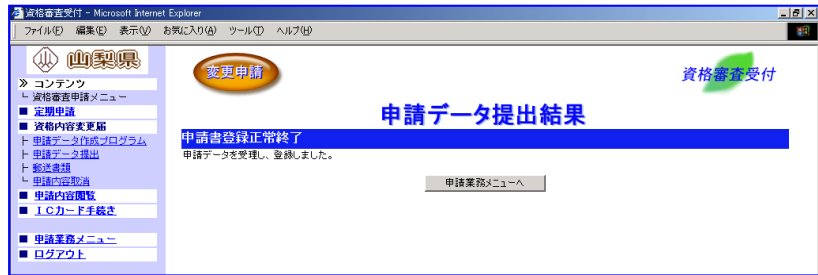 資格審査受付 - Microsoft Internet Explorer
ファイル(F) 編集(E) 表示(V) お気に入り(A) ツール(T) ヘルプ(H)
山梨県
≫ コンテンツ
└ 資格審査申請メニュー
■ 定期申請
■ 資格内容変更届
├ 申請データ作成プログラム
├ 申請データ提出
├ 郵送書類
└ 申請内容取消
■ 申請内容閲覧
■ ICカード手続き
■ 申請業務メニュー
■ ログアウト
変更申請
資格審査受付
申請データ提出結果
申請書登録正常終了
申請データを受理し、登録しました。
申請業務メニューへ